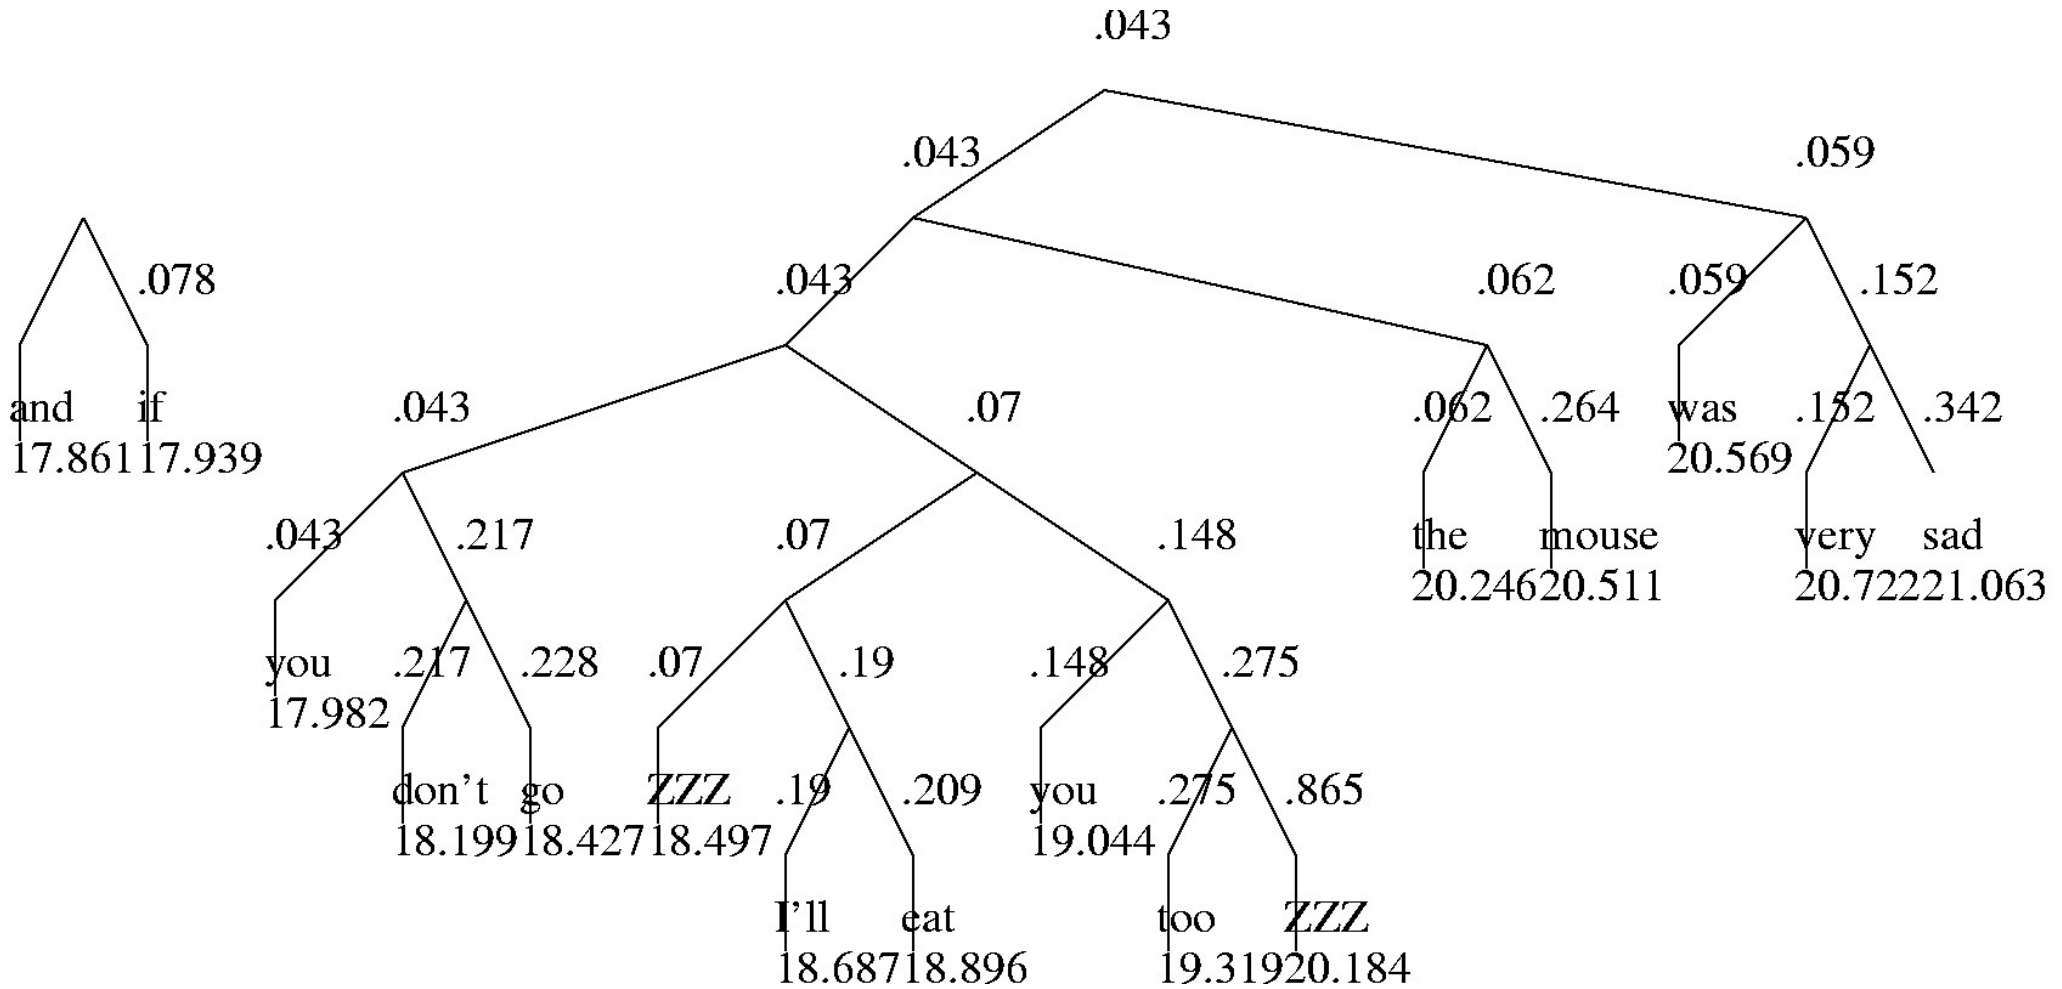 .043
.043 .059
.078 .043 .062 .059 .152
and if .043 .07 .062 .264 was .152 .342
17.861 17.939 20.569
.043 .217 .07 .148 the mouse very sad
20.246 20.511 20.722 21.063
you .217 .228 .07 .19 .148 .275
17.982
don't go ZZZ .19 .209 you .275 .865
18.199 18.427 18.497 19.044
I'll eat too ZZZ
18.687 18.896 19.319 20.184